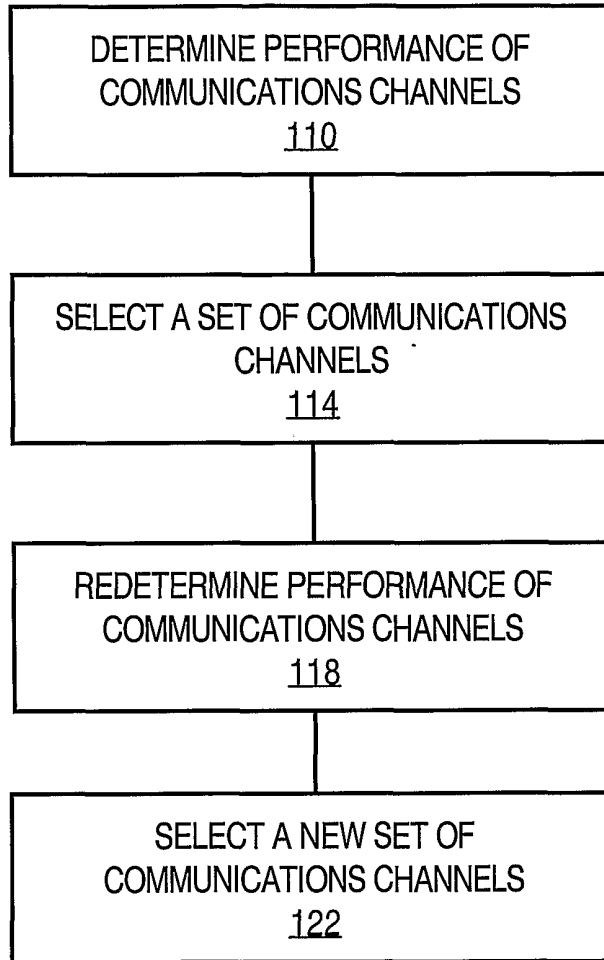 DETERMINE PERFORMANCE OF
COMMUNICATIONS CHANNELS
110
SELECT A SET OF COMMUNICATIONS
CHANNELS
114
REDETERMINE PERFORMANCE OF
COMMUNICATIONS CHANNELS
118
SELECT A NEW SET OF
COMMUNICATIONS CHANNELS
122